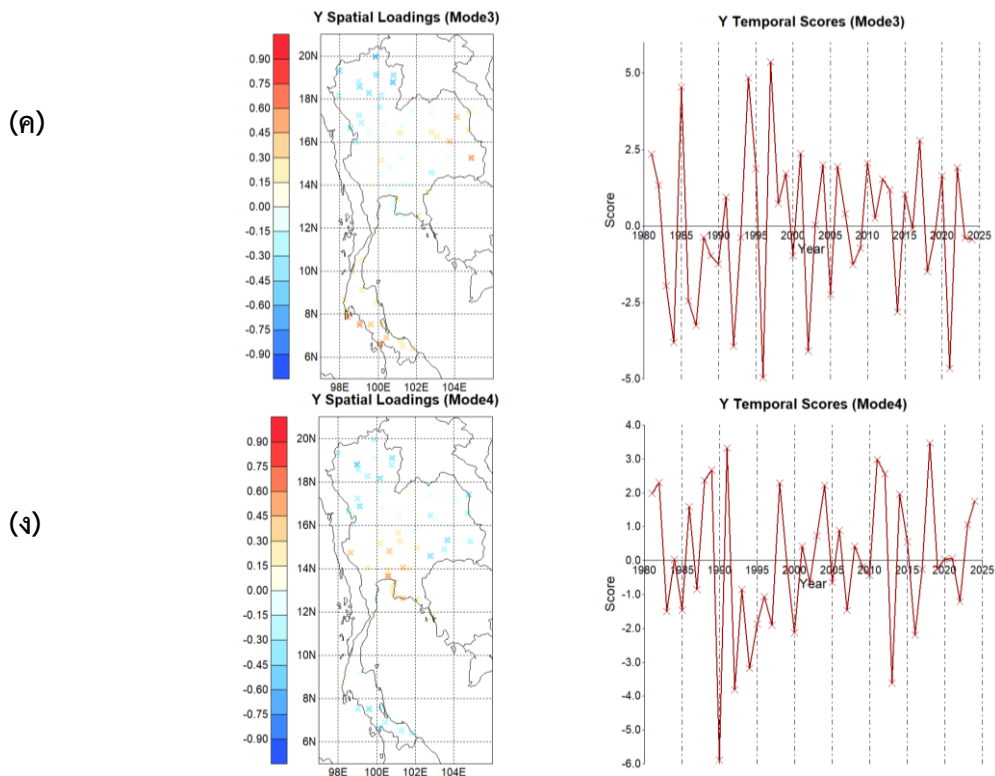 Y Spatial Loadings (Mode3)
Y Temporal Scores (Mode3)
(ค)
0.90
0.75
0.60
0.45
0.30
0.15
0.00
-0.15
-0.30
-0.45
-0.60
-0.75
-0.90
20N
18N
16N
14N
12N
10N
8N
6N
98E 100E 102E 104E
5.0
2.5
0.0
-2.5
-5.0
Score
1980 1985 1990 1995 2000 2005 2010 2015 2020 2025
Year
Y Spatial Loadings (Mode4)
Y Temporal Scores (Mode4)
(ง)
0.90
0.75
0.60
0.45
0.30
0.15
0.00
-0.15
-0.30
-0.45
-0.60
-0.75
-0.90
20N
18N
16N
14N
12N
10N
8N
6N
98E 100E 102E 104E
4.0
3.0
2.0
1.0
0.0
-1.0
-2.0
-3.0
-4.0
-5.0
-6.0
Score
1980 1985 1990 1995 2000 2005 2010 2015 2020 2025
Year